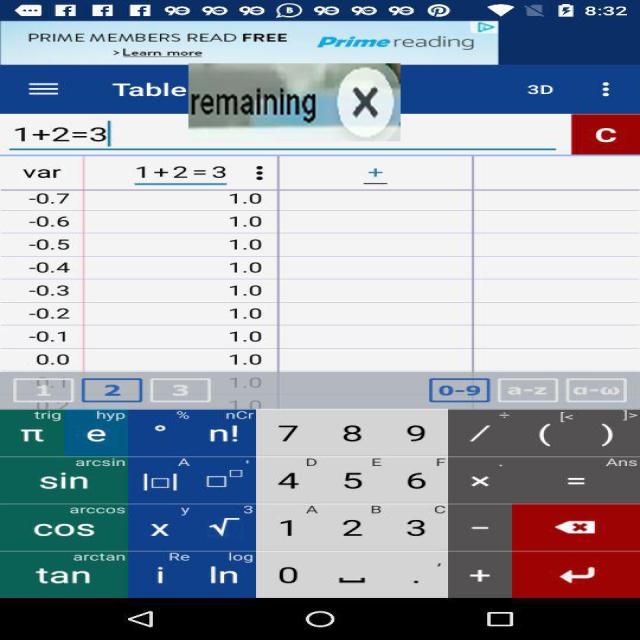 8:32
PRIME MEMBERS READ FREE
> Learn more
Prime reading
Table
remaining X
3D
1+2=3
C
var 1+2=3 +
-0.7 1.0
-0.6 1.0
-0.5 1.0
-0.4 1.0
-0.3 1.0
-0.2 1.0
-0.1 1.0
0.0 1.0
0.1 1.0
1 2 3 0-9 a-z α-ω
trig hyp % nCr ÷ [< ]>
π e ° n! 7 8 9 / ( )
arcsin A ' D E F . Ans
sin |□| □□ 4 5 6 × =
arccos y 3 A B C
cos x √ 1 2 3 −
arctan Re log ,
tan i ln 0 . +